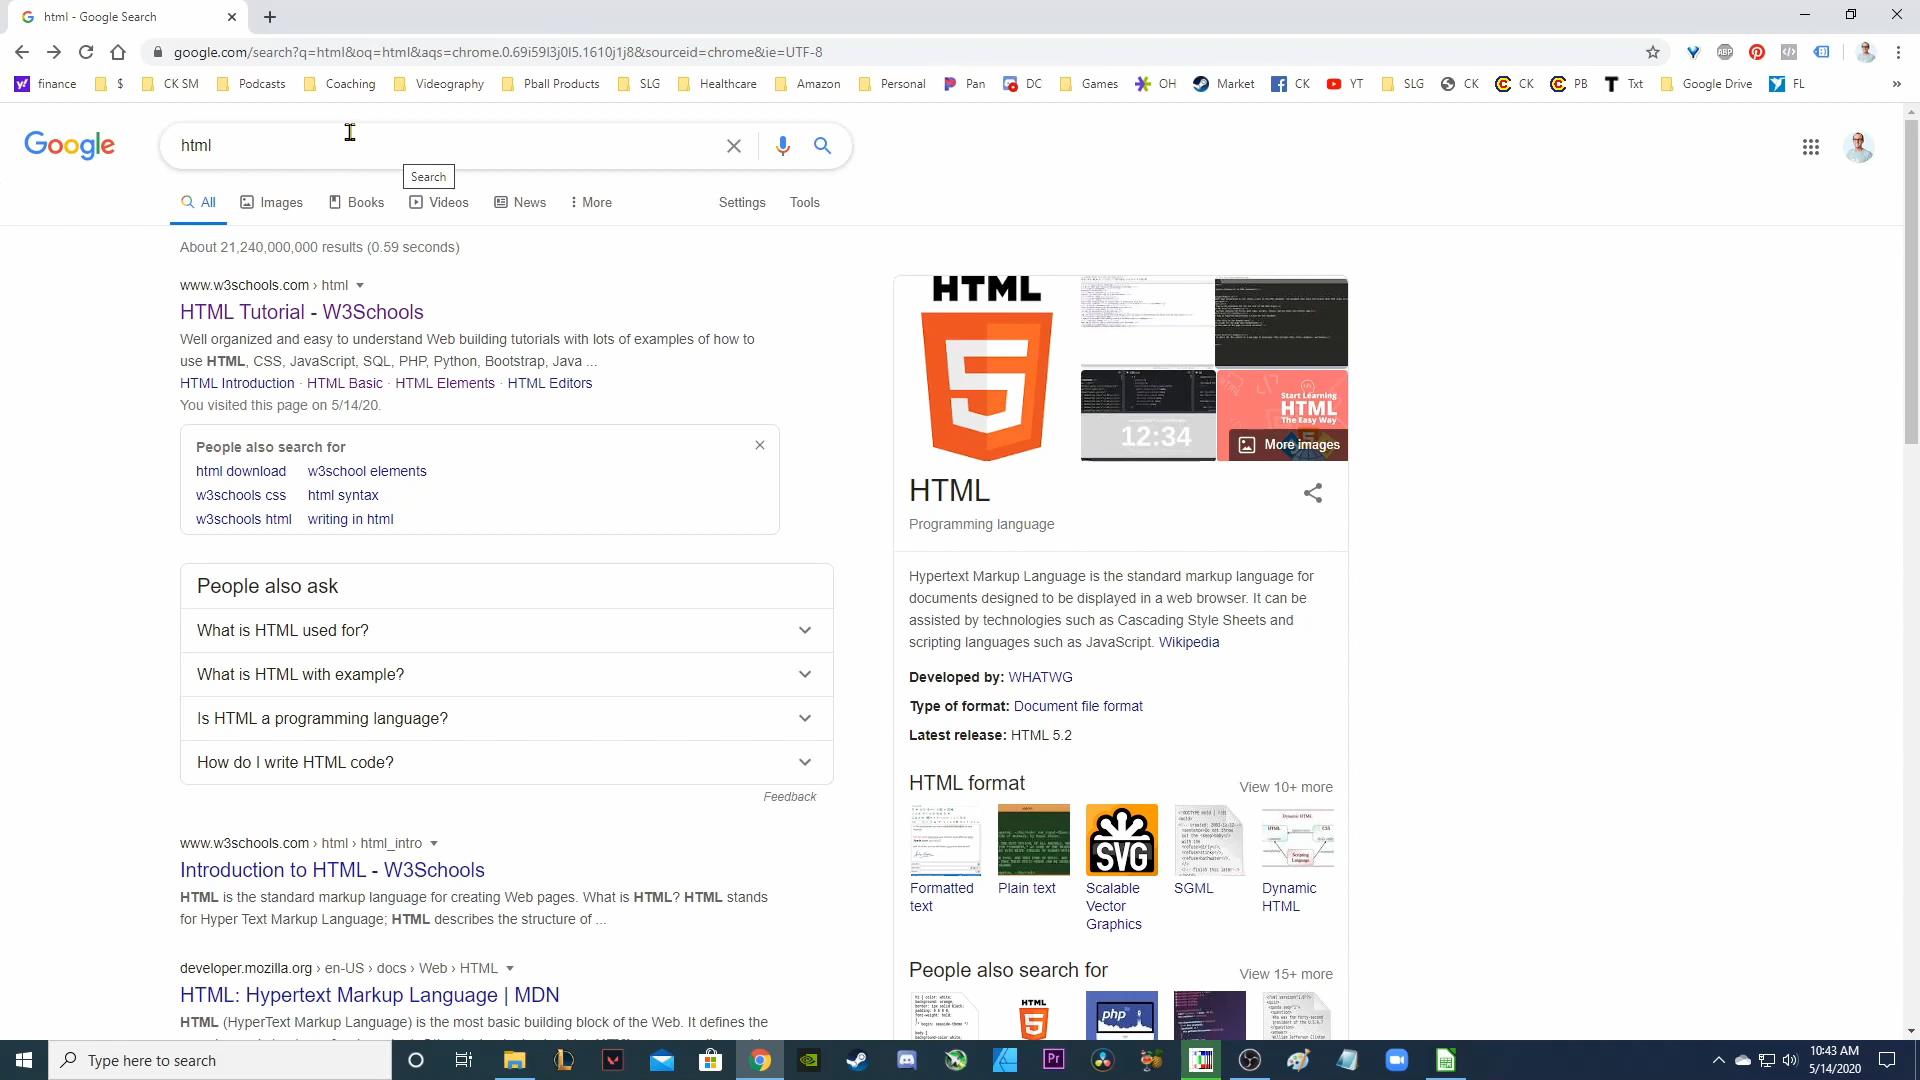 html - Google Search
google.com/search?q=html&oq=html&aqs=chrome.0.69i59l3j0l5.1610j1j8&sourceid=chrome&ie=UTF-8
finance $ CK SM Podcasts Coaching Videography Pball Products SLG Healthcare Amazon Personal Pan DC Games OH Market CK YT SLG CK CK PB Txt Google Drive FL »
Google
html
Search
All Images Books Videos News More Settings Tools
About 21,240,000,000 results (0.59 seconds)
www.w3schools.com › html
HTML Tutorial - W3Schools
Well organized and easy to understand Web building tutorials with lots of examples of how to
use HTML, CSS, JavaScript, SQL, PHP, Python, Bootstrap, Java ...
HTML Introduction · HTML Basic · HTML Elements · HTML Editors
You visited this page on 5/14/20.
People also search for
html download w3school elements
w3schools css html syntax
w3schools html writing in html
People also ask
What is HTML used for?
What is HTML with example?
Is HTML a programming language?
How do I write HTML code?
Feedback
www.w3schools.com › html › html_intro
Introduction to HTML - W3Schools
HTML is the standard markup language for creating Web pages. What is HTML? HTML stands
for Hyper Text Markup Language; HTML describes the structure of ...
developer.mozilla.org › en-US › docs › Web › HTML
HTML: Hypertext Markup Language | MDN
HTML (HyperText Markup Language) is the most basic building block of the Web. It defines the
HTML
5
12:34
Start Learning
HTML
The Easy Way
More images
HTML
Programming language
Hypertext Markup Language is the standard markup language for
documents designed to be displayed in a web browser. It can be
assisted by technologies such as Cascading Style Sheets and
scripting languages such as JavaScript. Wikipedia
Developed by: WHATWG
Type of format: Document file format
Latest release: HTML 5.2
HTML format View 10+ more
SVG
Dynamic HTML
HTML CSS
Scripting
Language
Formatted
text
Plain text
Scalable
Vector
Graphics
SGML
Dynamic
HTML
People also search for View 15+ more
HTML
5
php
Type here to search
Pr
10:43 AM
5/14/2020